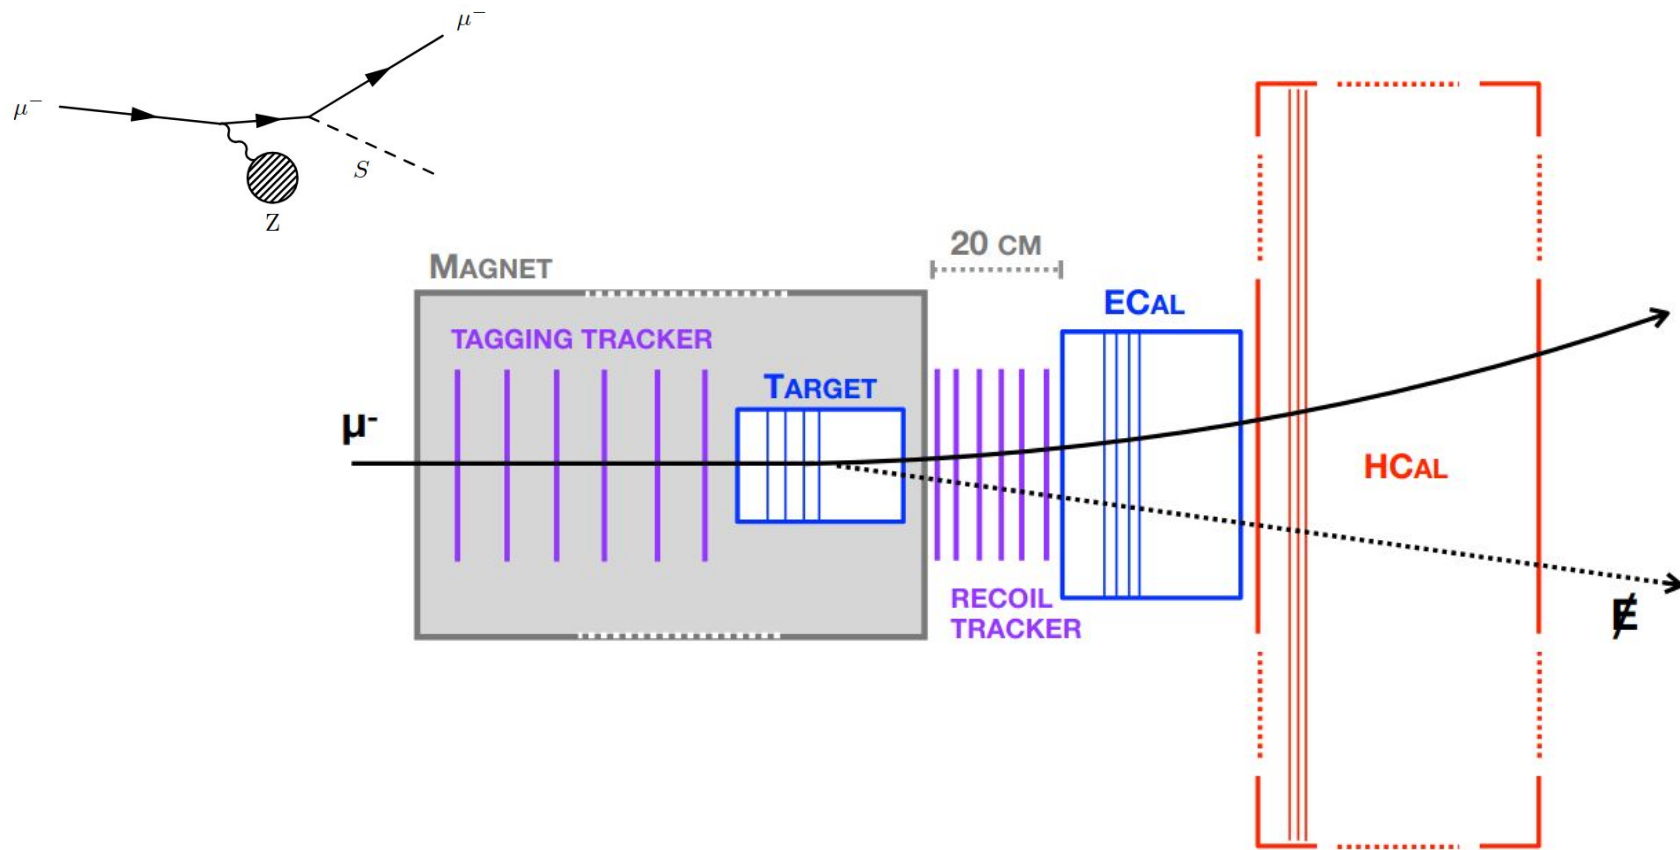 μ⁻
μ⁻
S
Z
20 CM
MAGNET
ECAL
TAGGING TRACKER
TARGET
μ-
HCAL
RECOIL
TRACKER
E̸